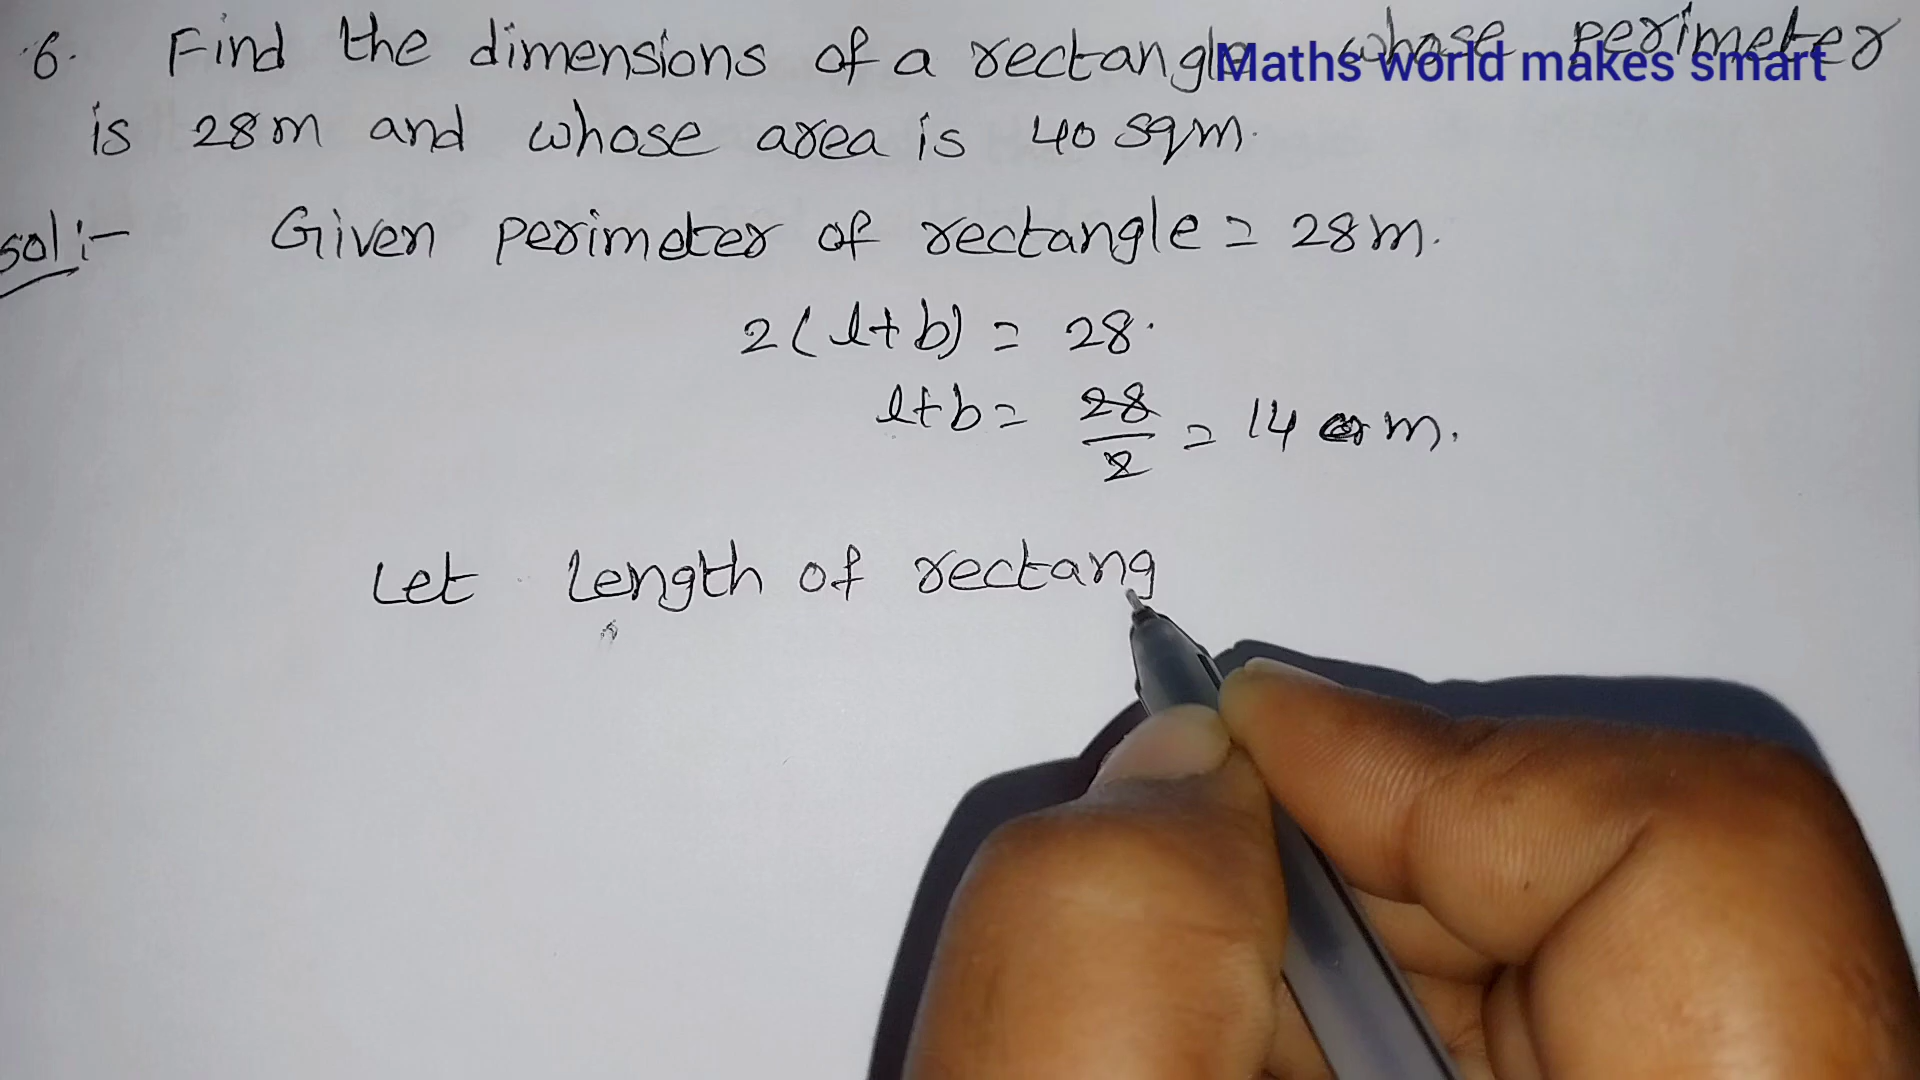 6. Find the dimensions of a rectangle whose perimeter
Maths world makes smart
is 28m and whose area is 40 sqm.
Sol:- Given perimeter of rectangle = 28m.
2(l+b) = 28.
l+b = 28/2 = 14 m.
Let length of rectang